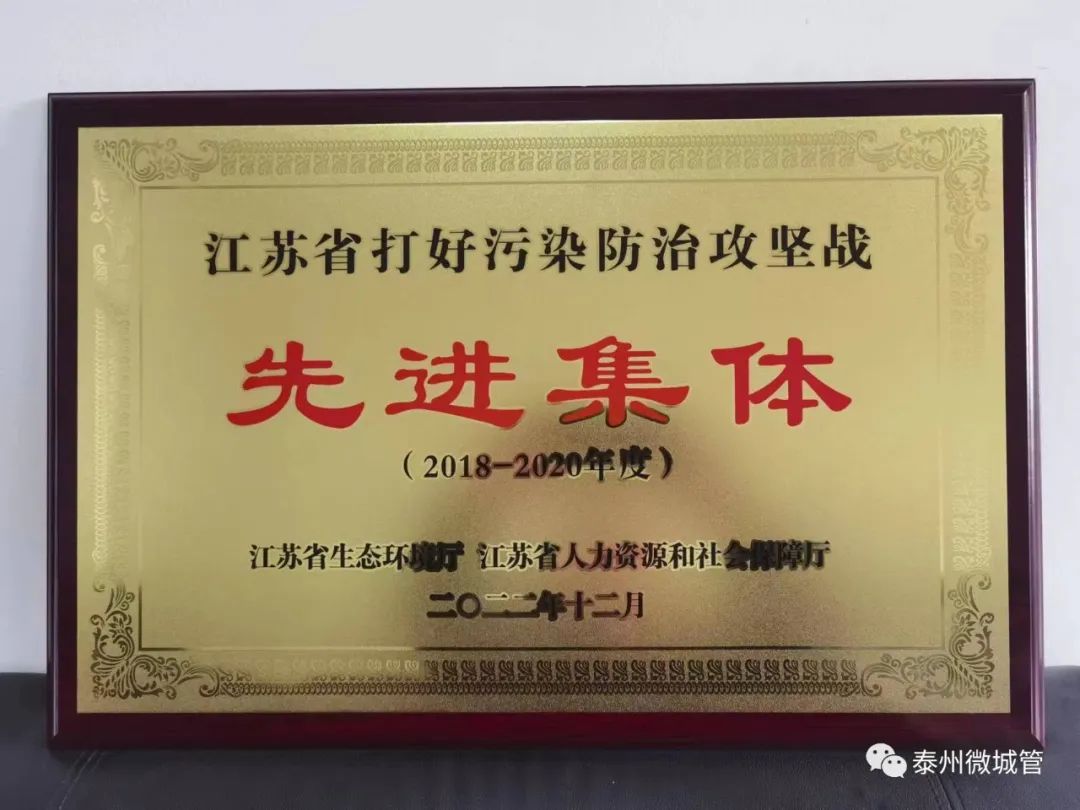 江苏省打好污染防治攻坚战
先进集体
（2018-2020年度）
江苏省生态环境厅 江苏省人力资源和社会保障厅
二〇二二年十二月
泰州微城管